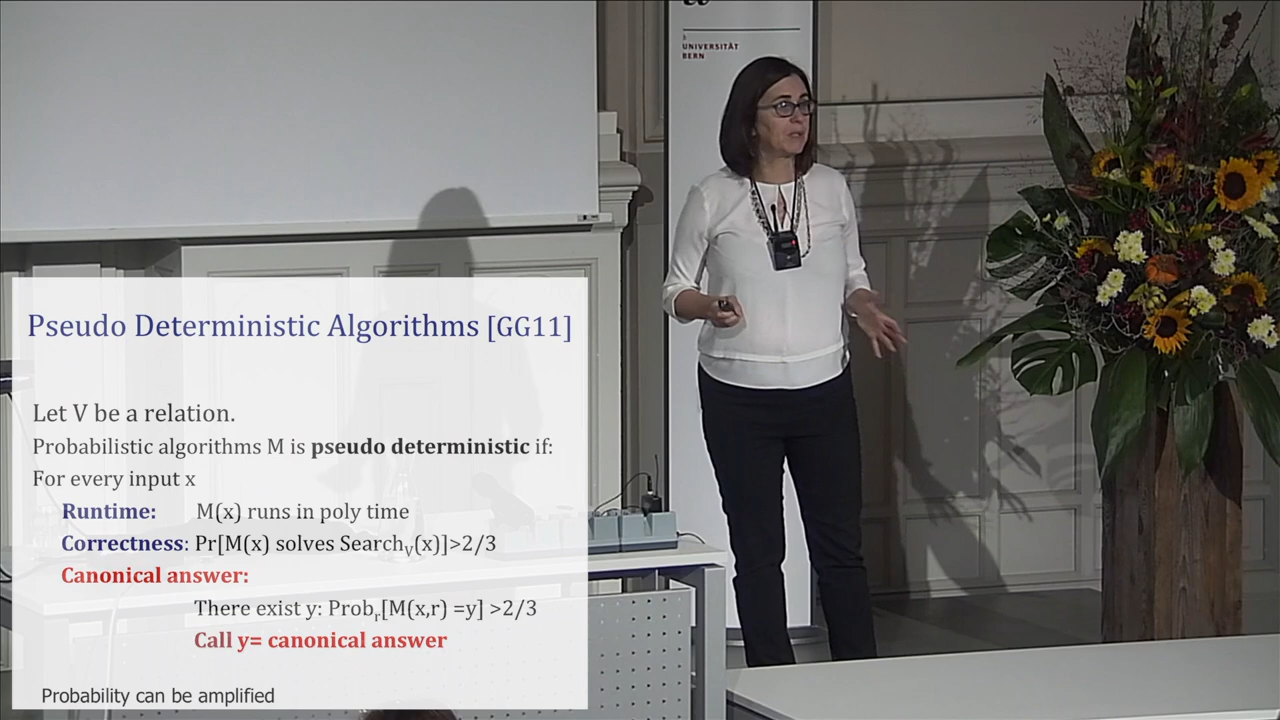 UNIVERSITÄT
BERN
Pseudo Deterministic Algorithms [GG11]
Let V be a relation.
Probabilistic algorithms M is pseudo deterministic if:
For every input x
Runtime: M(x) runs in poly time
Correctness: Pr[M(x) solves Searchᵥ(x)]>2/3
Canonical answer:
There exist y: Probᵣ[M(x,r) =y] >2/3
Call y= canonical answer
Probability can be amplified